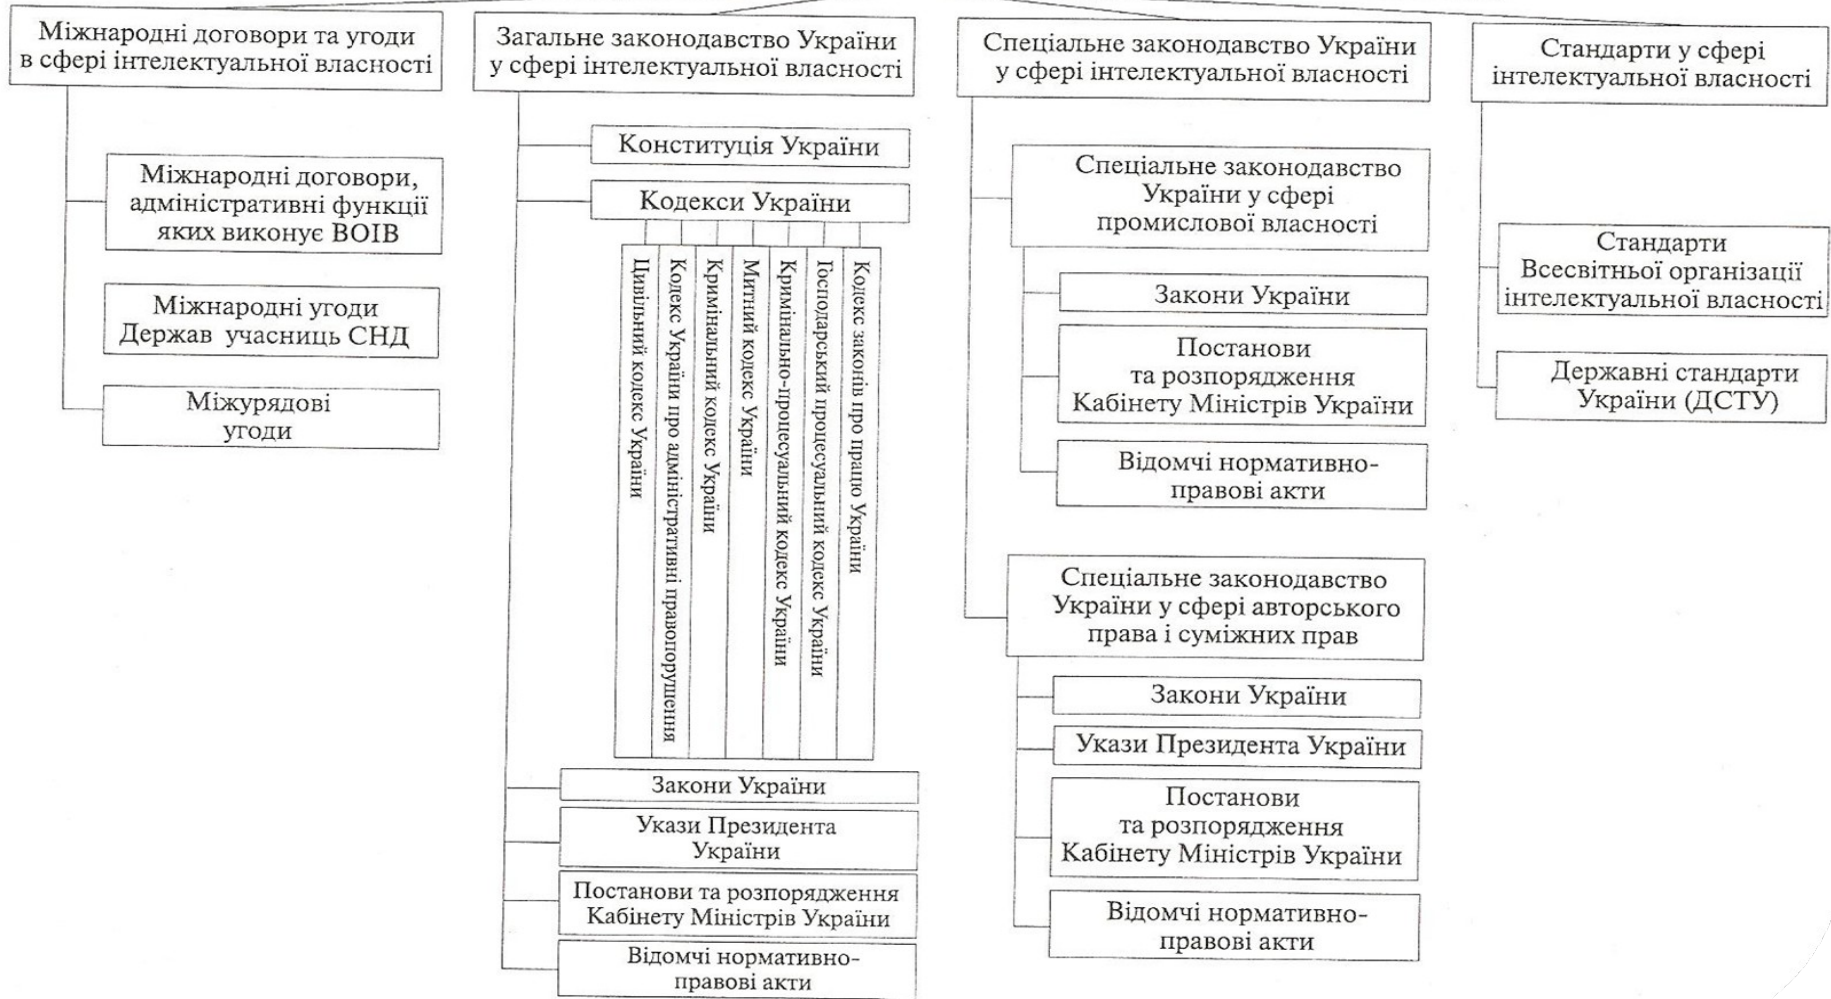 Міжнародні договори та угоди
в сфері інтелектуальної власності
Міжнародні договори,
адміністративні функції
яких виконує ВОІВ
Міжнародні угоди
Держав учасниць СНД
Міжурядові
угоди
Загальне законодавство України
у сфері інтелектуальної власності
Конституція України
Кодекси України
Цивільний кодекс України
Кодекс України про адміністративні правопорушення
Кримінальний кодекс України
Митний кодекс України
Кримінально-процесуальний кодекс України
Господарський процесуальний кодекс України
Кодекс законів про працю України
Закони України
Укази Президента
України
Постанови та розпорядження
Кабінету Міністрів України
Відомчі нормативно-
правові акти
Спеціальне законодавство України
у сфері інтелектуальної власності
Спеціальне законодавство
України у сфері
промислової власності
Закони України
Постанови
та розпорядження
Кабінету Міністрів України
Відомчі нормативно-
правові акти
Спеціальне законодавство
України у сфері авторського
права і суміжних прав
Закони України
Укази Президента України
Постанови
та розпорядження
Кабінету Міністрів України
Відомчі нормативно-
правові акти
Стандарти у сфері
інтелектуальної власності
Стандарти
Всесвітньої організації
інтелектуальної власності
Державні стандарти
України (ДСТУ)